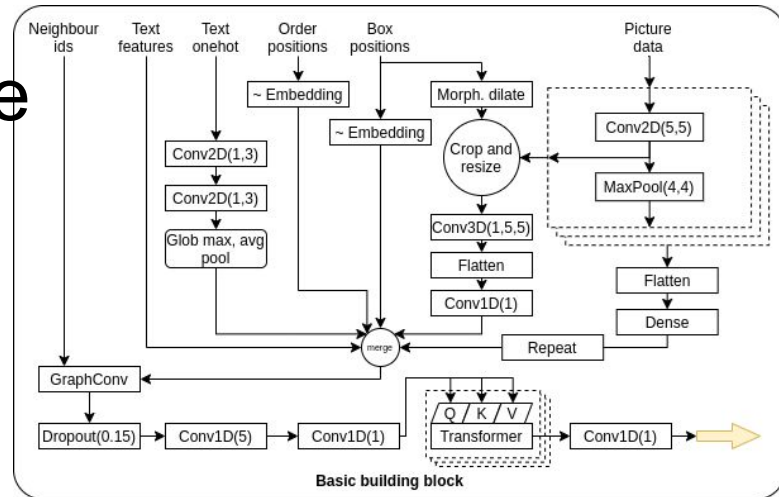 Neighbour ids
Text features
Text onehot
Order positions
Box positions
Picture data
e
~ Embedding
Morph. dilate
~ Embedding
Conv2D(5,5)
Crop and resize
Conv2D(1,3)
MaxPool(4,4)
Conv2D(1,3)
Glob max, avg pool
Conv3D(1,5,5)
Flatten
Flatten
Conv1D(1)
Dense
merge
Repeat
GraphConv
Q K V
Dropout(0.15)
Conv1D(5)
Conv1D(1)
Transformer
Conv1D(1)
Basic building block